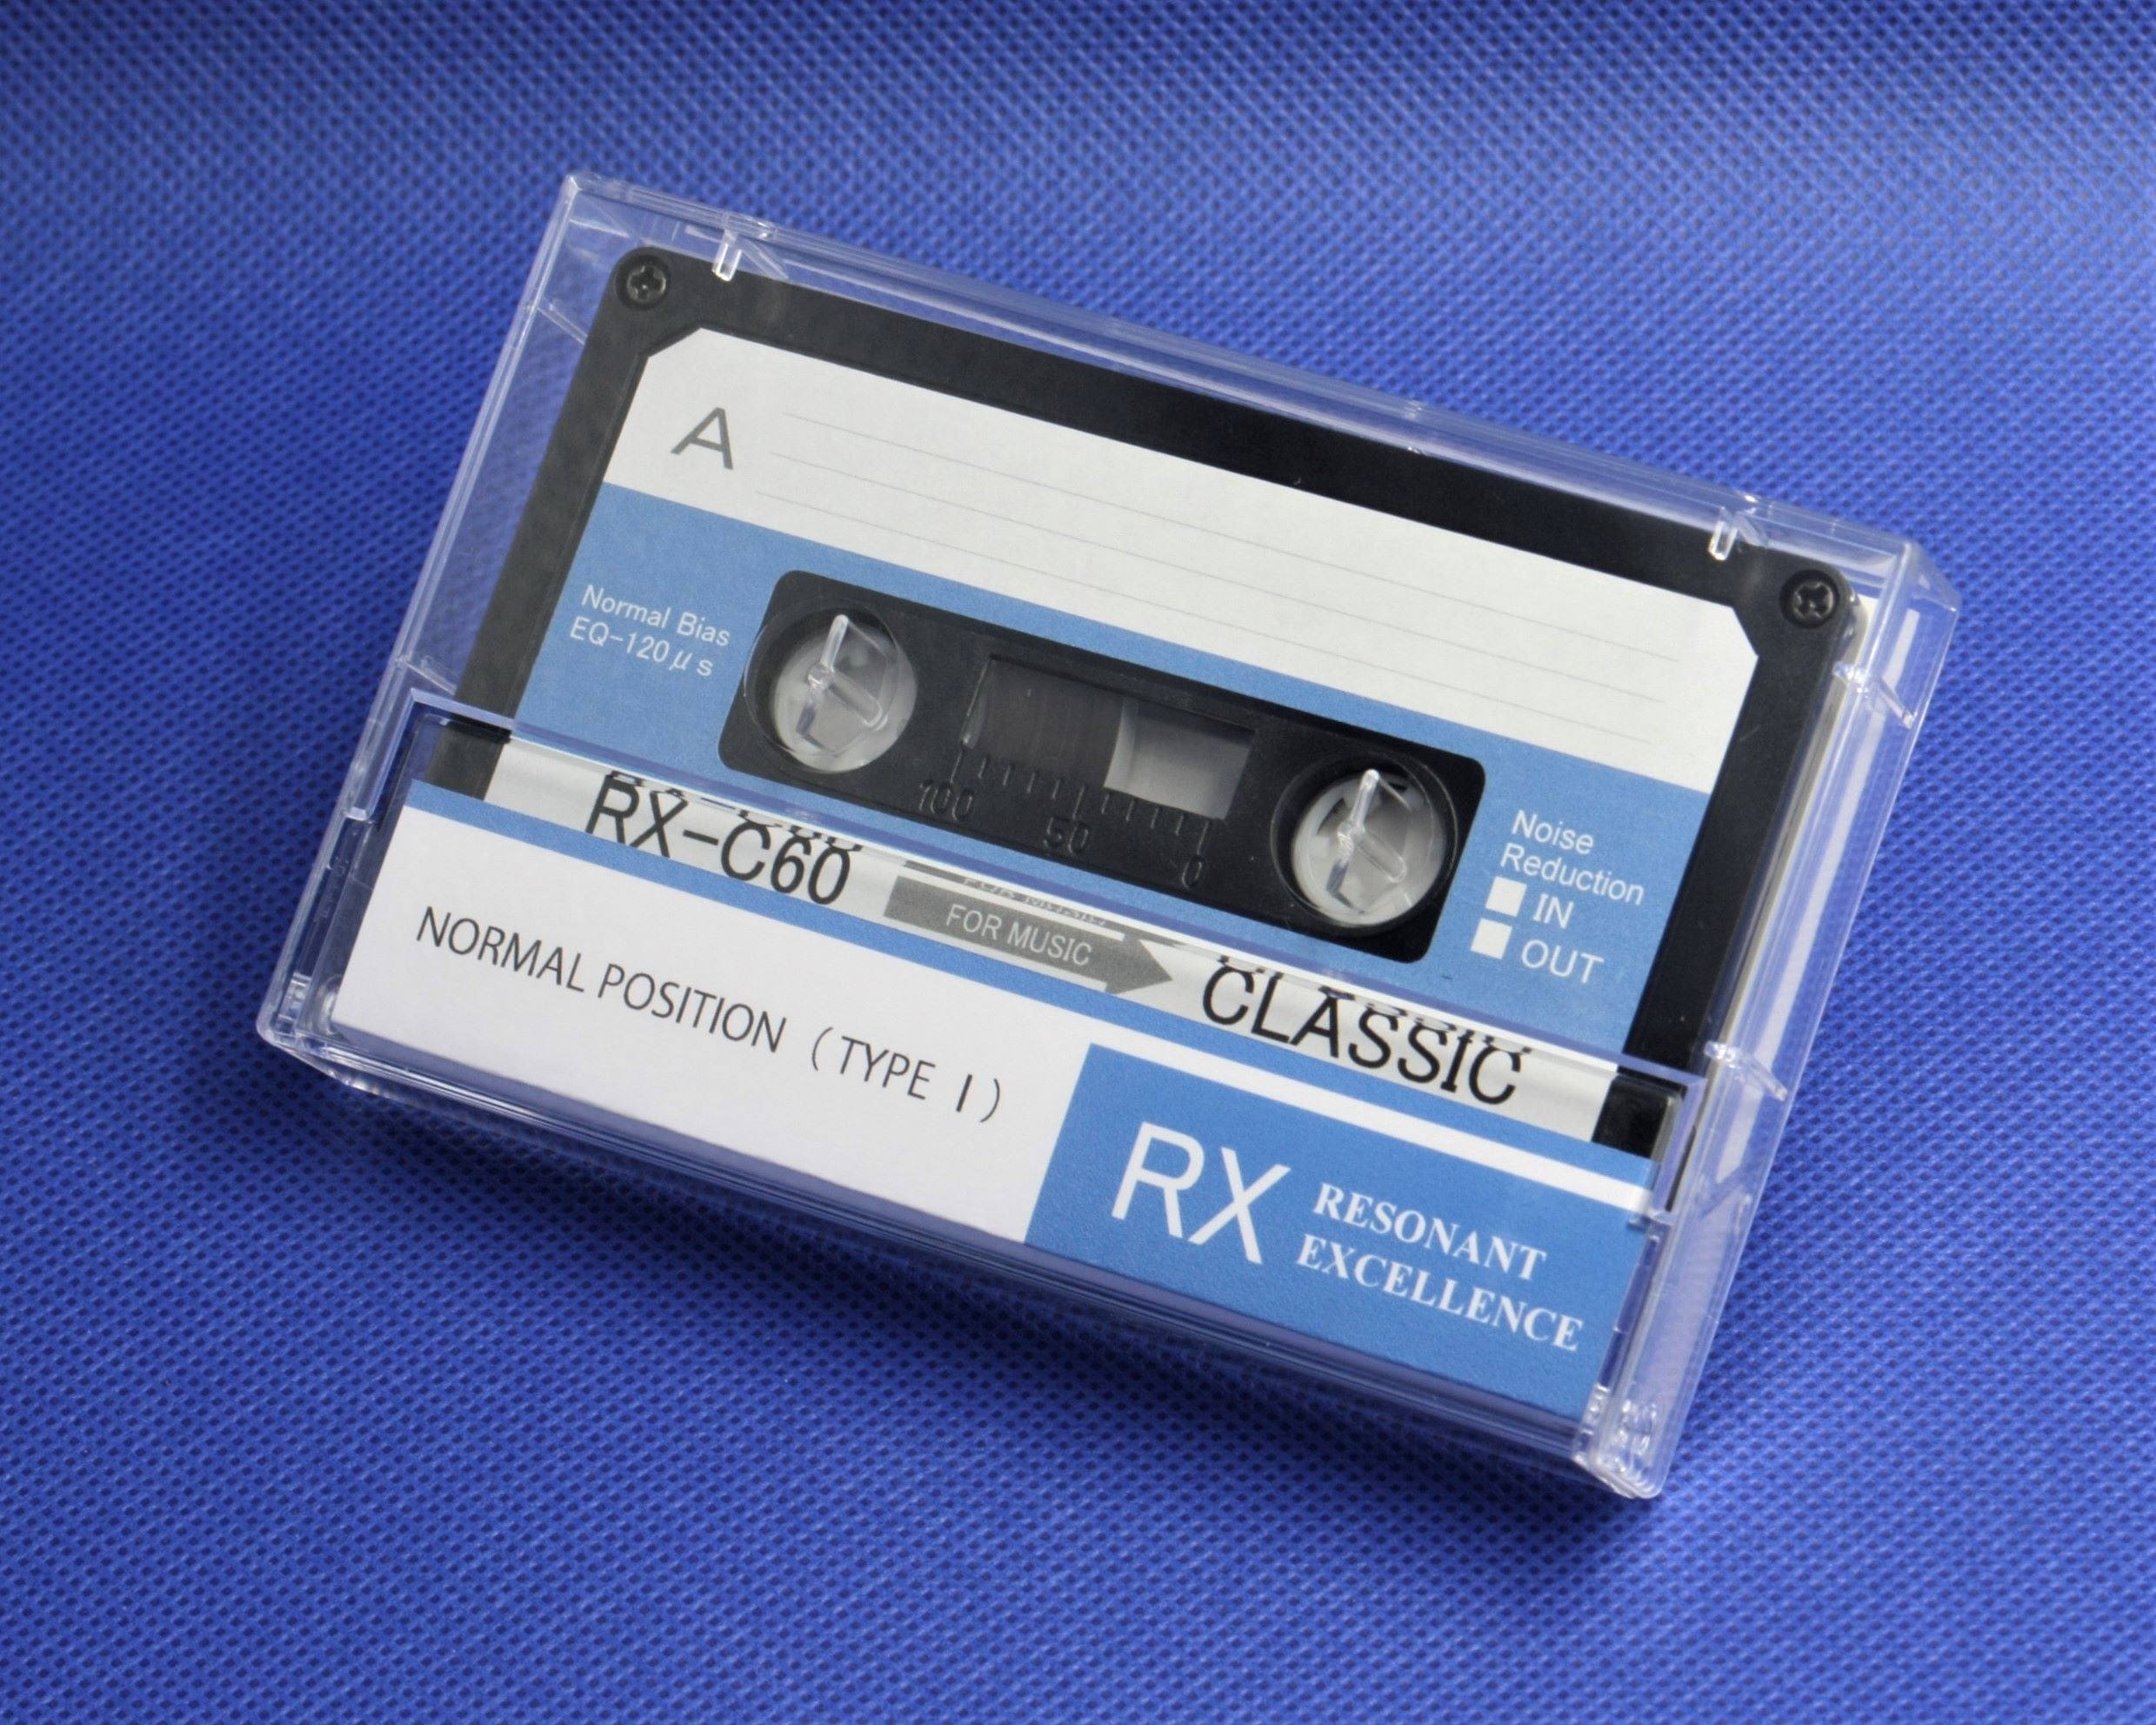 A
Normal Bias
EQ-120μs
100
50
0
Noise
Reduction
IN
OUT
RX-C60
FOR MUSIC
CLASSIC
NORMAL POSITION (TYPE I)
RX
RESONANT
EXCELLENCE